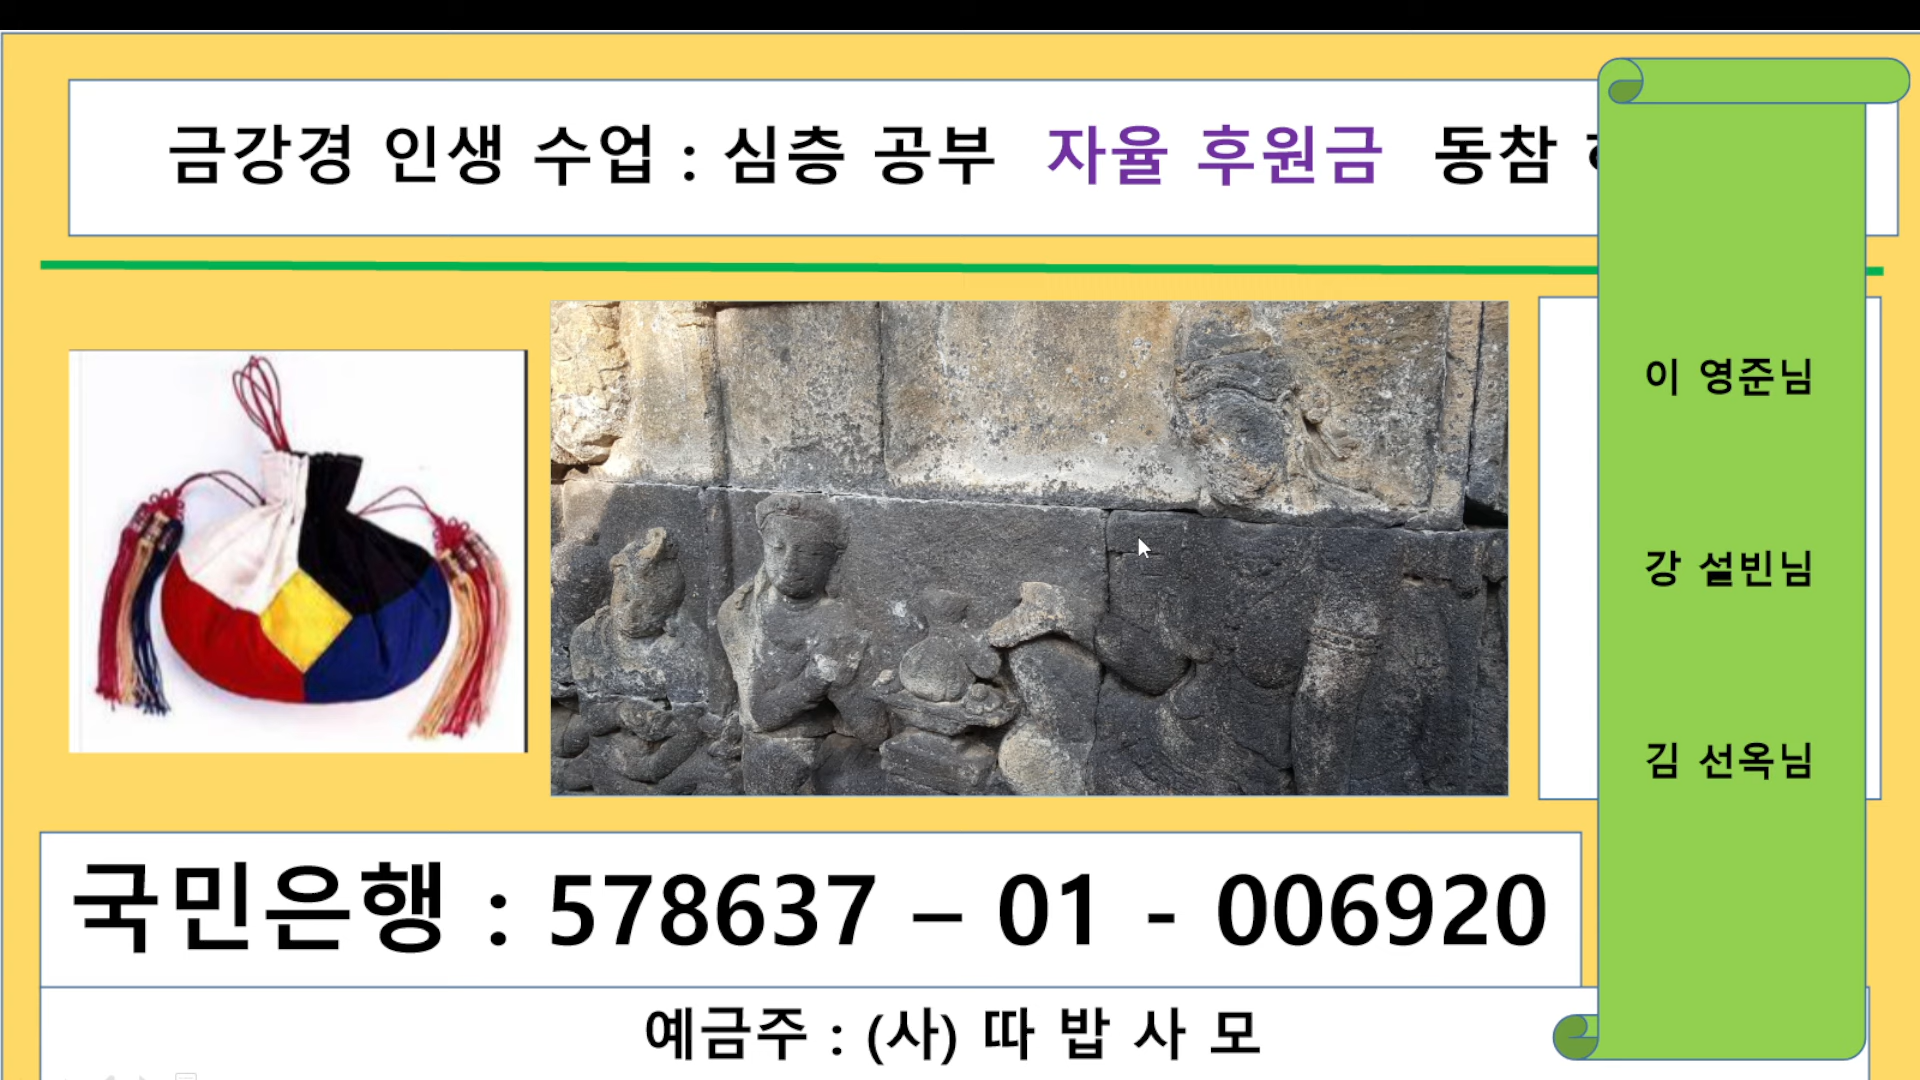 금강경 인생 수업 : 심층 공부 자율 후원금 동참
이 영준님
강 설빈님
김 선옥님
국민은행 : 578637 – 01 - 006920
예금주 : (사) 따 밥 사 모